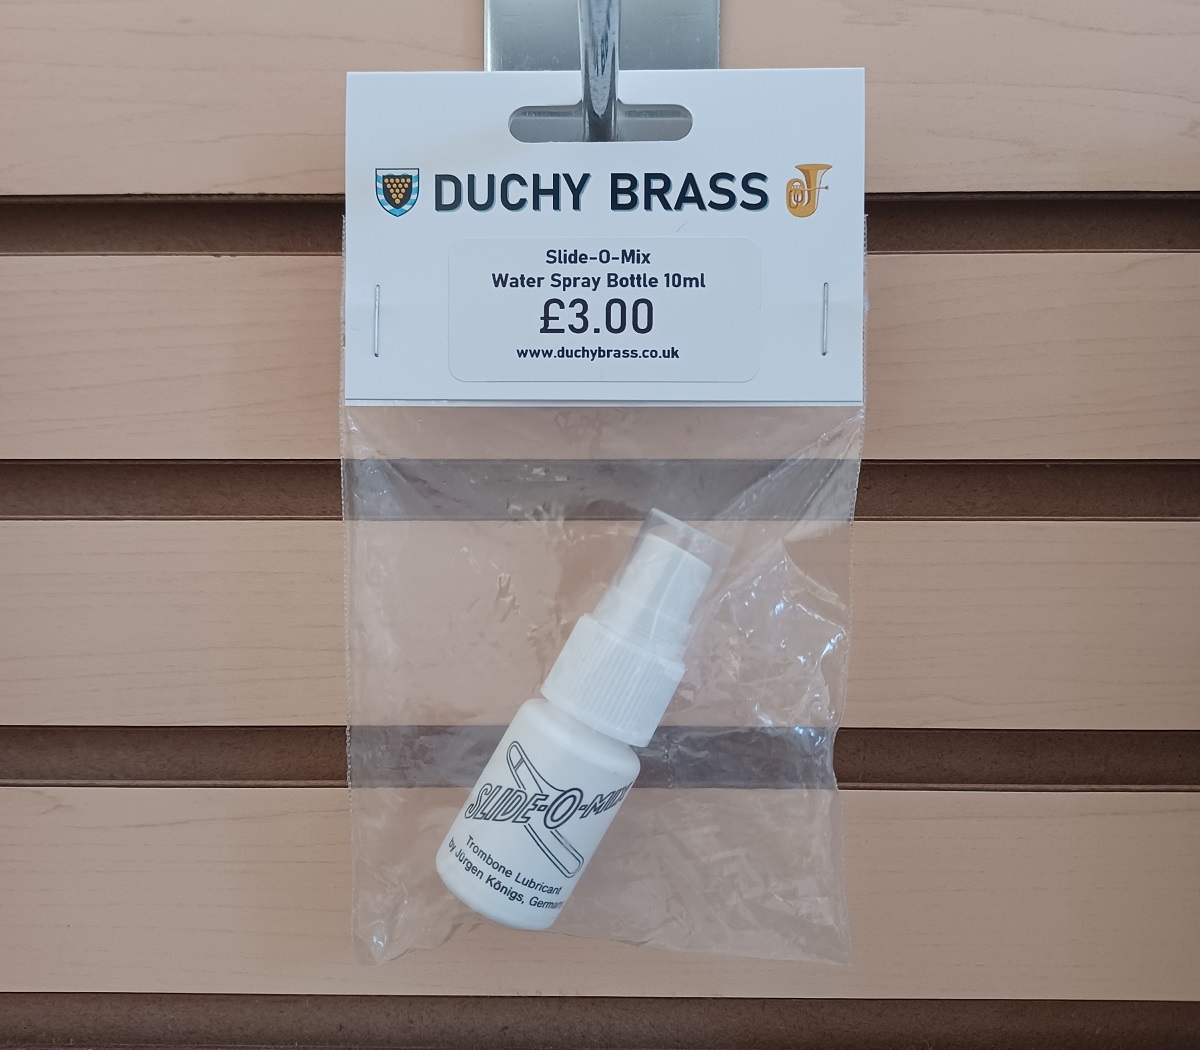 DUCHY BRASS
Slide-O-Mix
Water Spray Bottle 10ml
£3.00
www.duchybrass.co.uk
SLIDE-O-MIX
Trombone Lubricant
by Jürgen Königs, Germany